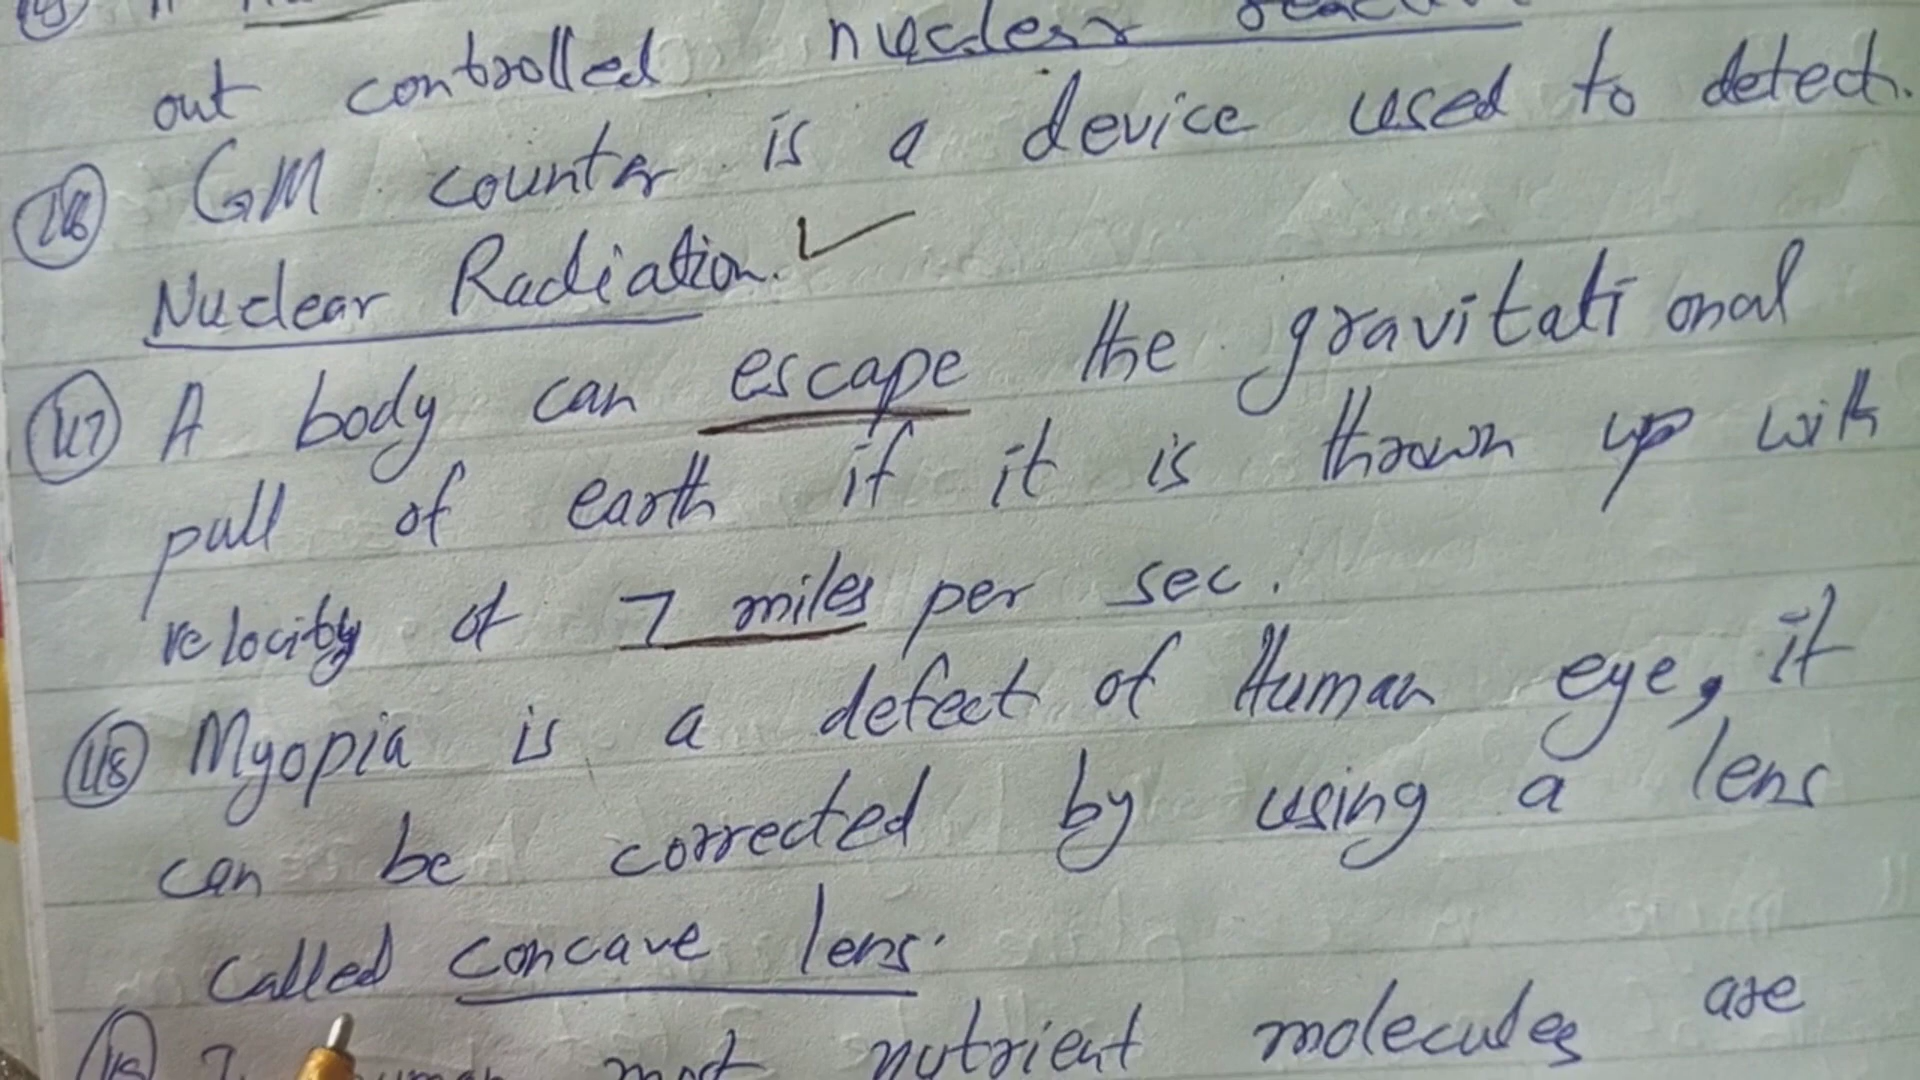 out controlled nuclear
116 GM counter is a device used to detect.
Nuclear Radiation.
117 A body can escape the gravitational
pull of earth if it is thrown up with
velocity of 7 miles per sec.
118 Myopia is a defect of Human eye, it
can be corrected by using a lens
called concave lens.
most nutrient molecules are